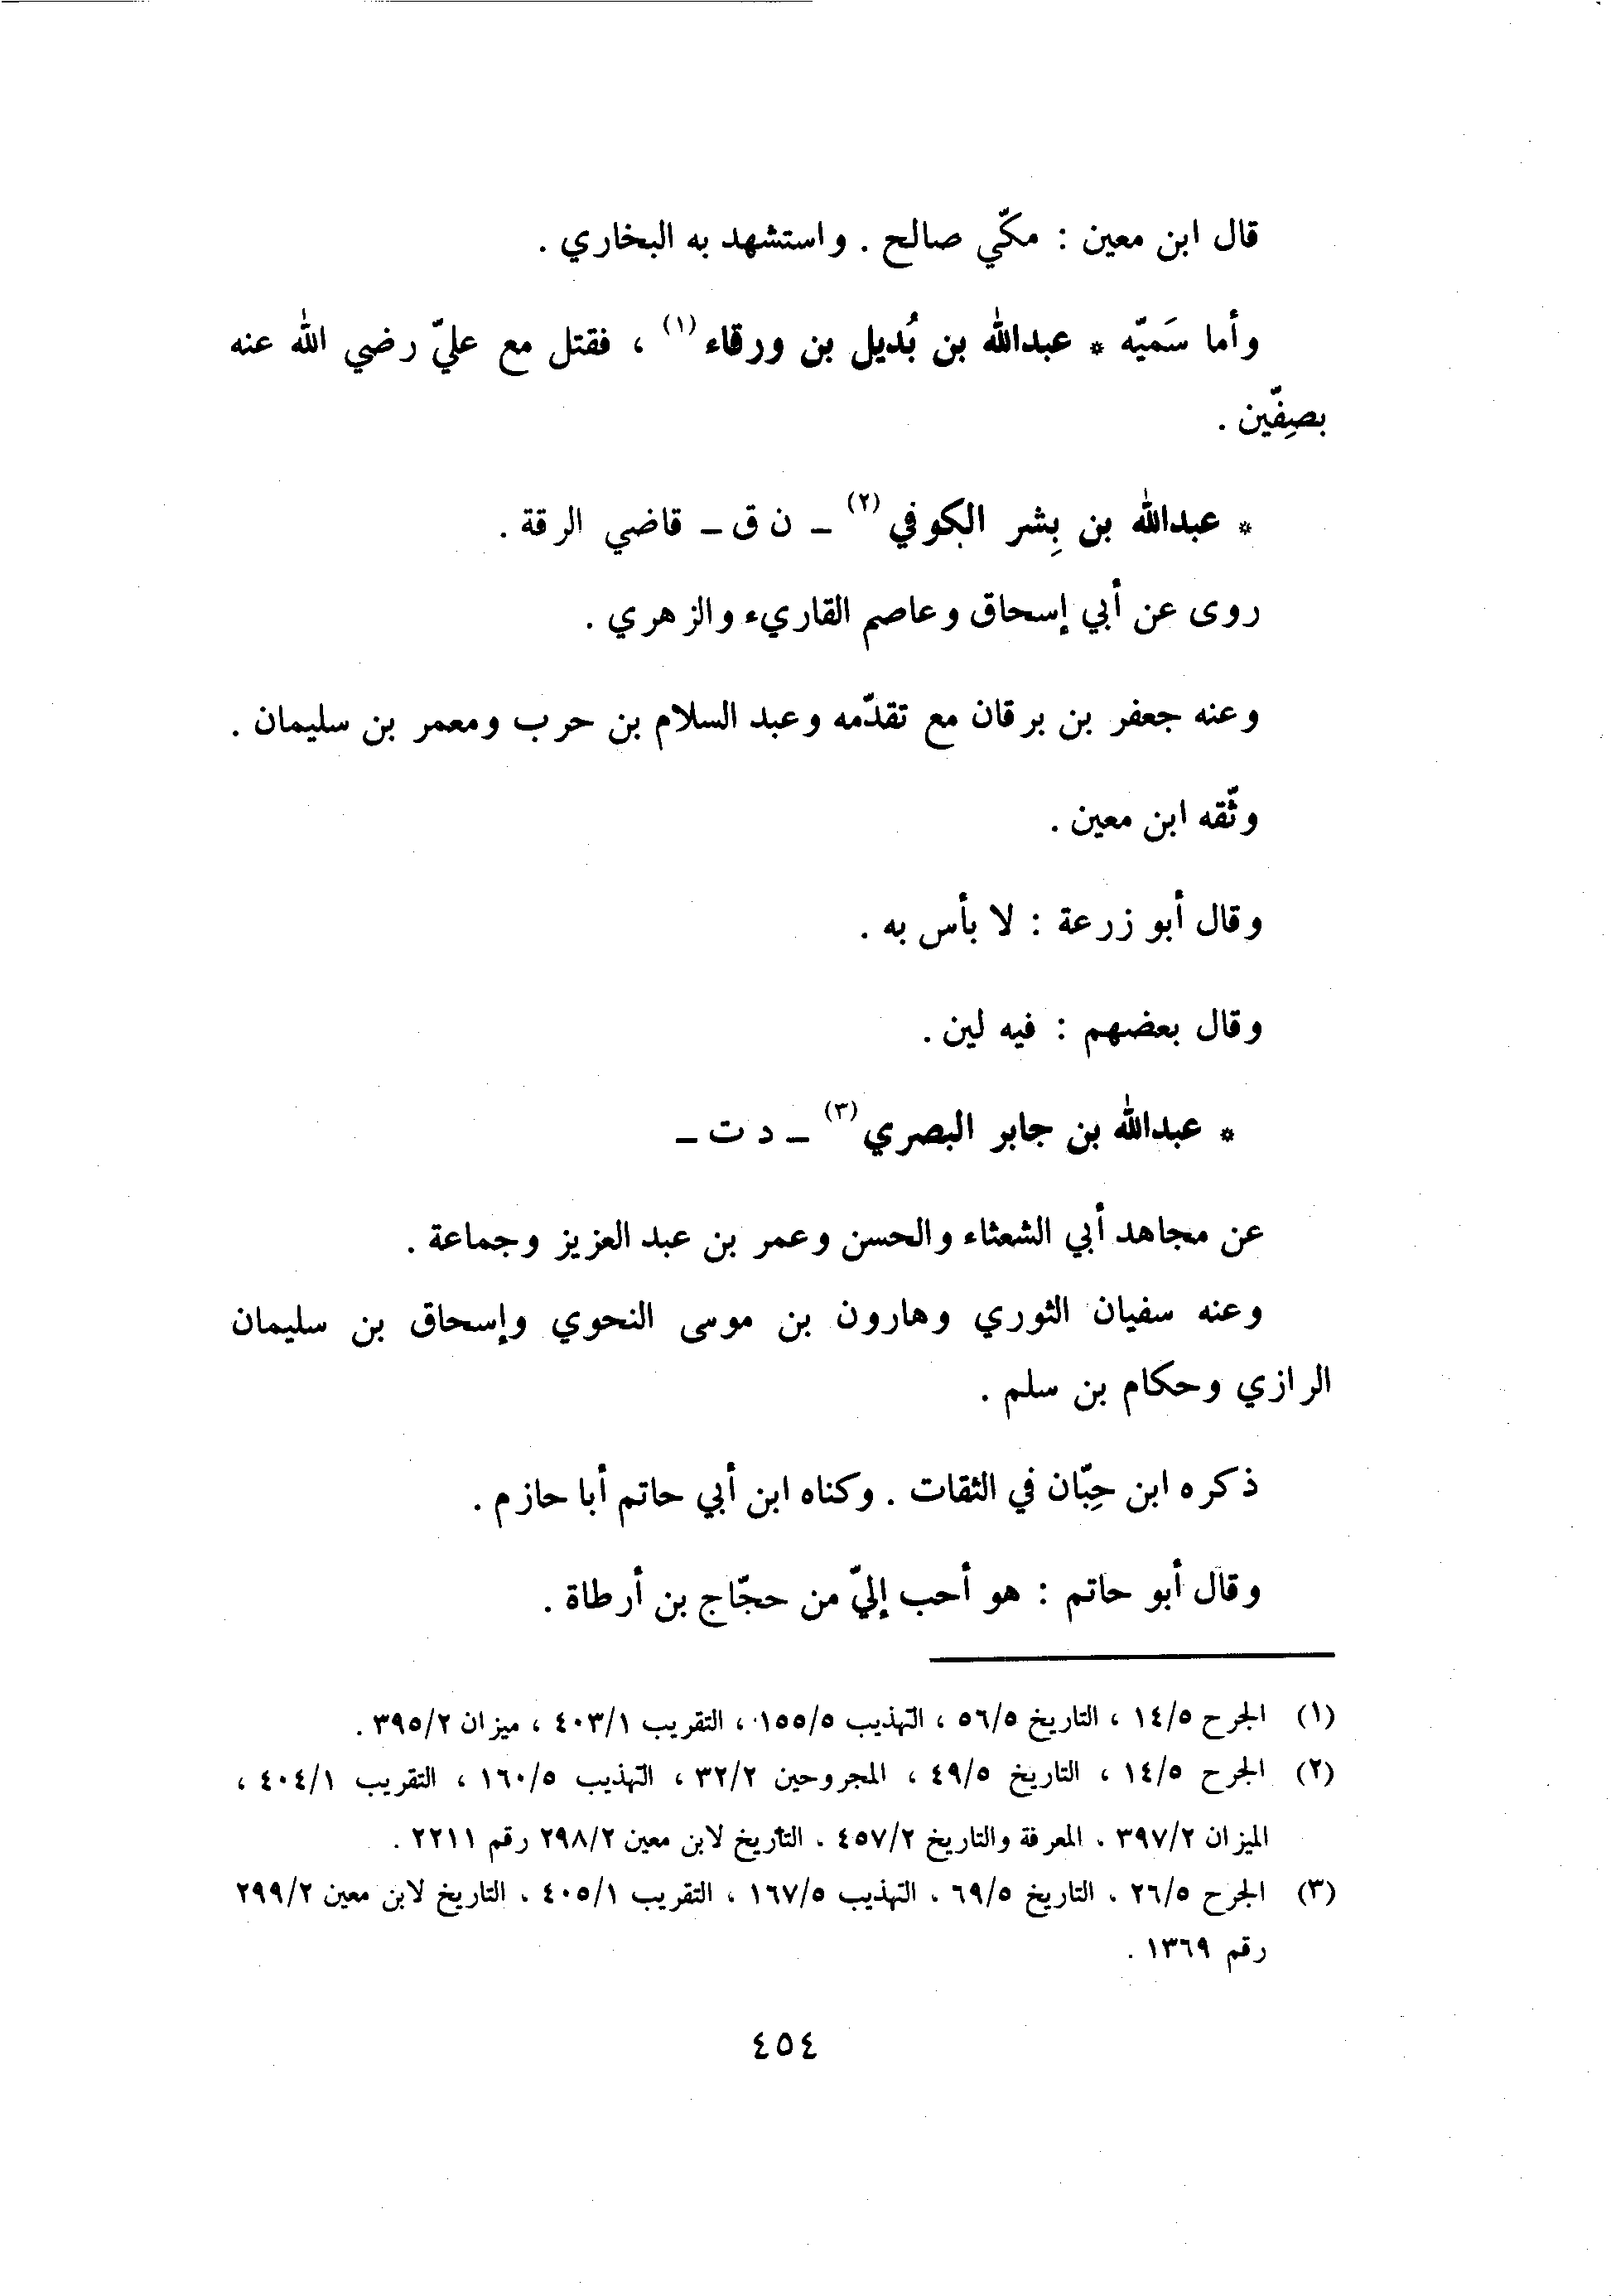 قال ابن معين : مكّي صالح . واستشهد به البخاري .
وأما سَميّه * عبدالله بن بُديل بن ورقاء (١) ، فقتل مع عليّ رضي الله عنه
بصِفّين .
* عبدالله بن بِشر الكوفي (٢) ـ ن ق ـ قاضي الرقة .
روى عن أبي إسحاق وعاصم القاريء والزهري .
وعنه جعفر بن برقان مع تقدّمه وعبد السلام بن حرب ومعمر بن سليمان .
وثّقه ابن معين .
وقال أبو زرعة : لا بأس به .
وقال بعضهم : فيه لين .
* عبدالله بن جابر البصري (٣) ـ د ت ـ
عن مجاهد أبي الشعثاء والحسن وعمر بن عبد العزيز وجماعة .
وعنه سفيان الثوري وهارون بن موسى النحوي وإسحاق بن سليمان
الرازي وحكام بن سلم .
ذكره ابن حِبّان في الثقات . وكناه ابن أبي حاتم أبا حازم .
وقال أبو حاتم : هو أحب إليّ من حجّاج بن أرطاة .
(١) الجرح ١٤/٥ ، التاريخ ٥٦/٥ ، التهذيب ١٥٥/٥ ، التقريب ٤٠٣/١ ، ميزان ٣٩٥/٢ .
(٢) الجرح ١٤/٥ ، التاريخ ٤٩/٥ ، المجروحين ٣٢/٢ ، التهذيب ١٦٠/٥ ، التقريب ٤٠٤/١ ،
الميزان ٣٩٧/٢ . المعرفة والتاريخ ٤٥٧/٢ . التاريخ لابن معين ٢٩٨/٢ رقم ٢٢١١ .
(٣) الجرح ٢٦/٥ . التاريخ ٦٩/٥ . التهذيب ١٦٧/٥ ، التقريب ٤٠٥/١ . التاريخ لابن معين ٢٩٩/٢
رقم ١٣٦٩ .
٤٥٤